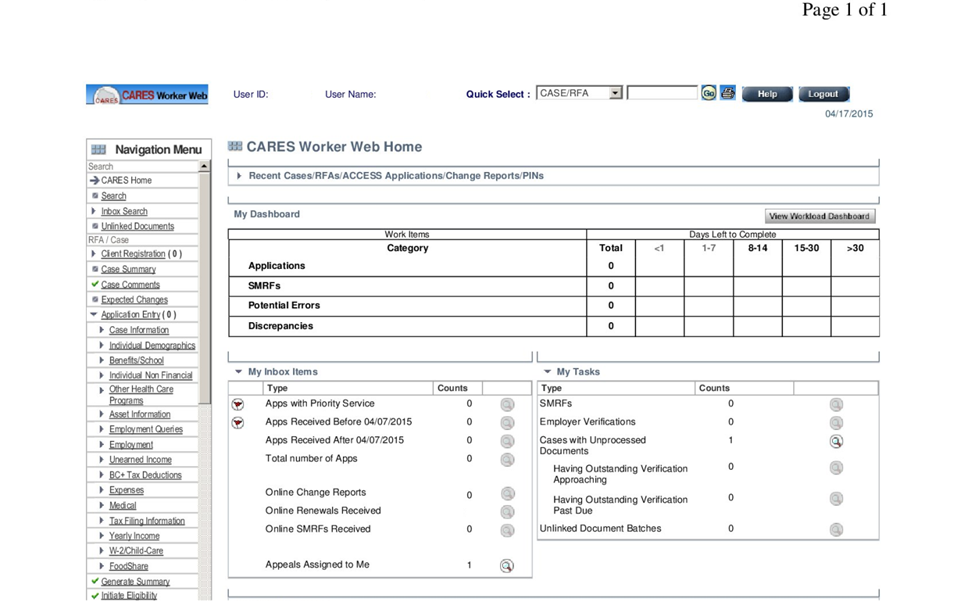 Page 1 of 1
CARES CARES Worker Web User ID: User Name: Quick Select : CASE/RFA Go Help Logout
04/17/2015
Navigation Menu
Search
CARES Home
Search
Inbox Search
Unlinked Documents
RFA / Case
Client Registration ( 0 )
Case Summary
Case Comments
Expected Changes
Application Entry ( 0 )
Case Information
Individual Demographics
Benefits/School
Individual Non Financial
Other Health Care
Programs
Asset Information
Employment Queries
Employment
Unearned Income
BC+ Tax Deductions
Expenses
Medical
Tax Filing Information
Yearly Income
W-2/Child-Care
FoodShare
Generate Summary
Initiate Eligibility
CARES Worker Web Home
Recent Cases/RFAs/ACCESS Applications/Change Reports/PINs
My Dashboard View Workload Dashboard
Work Items Days Left to Complete
Category Total <1 1-7 8-14 15-30 >30
Applications 0
SMRFs 0
Potential Errors 0
Discrepancies 0
My Inbox Items
Type Counts
Apps with Priority Service 0
Apps Received Before 04/07/2015 0
Apps Received After 04/07/2015 0
Total number of Apps 0
Online Change Reports 0
Online Renewals Received
Online SMRFs Received 0
Appeals Assigned to Me 1
My Tasks
Type Counts
SMRFs 0
Employer Verifications 0
Cases with Unprocessed 1
Documents
Having Outstanding Verification 0
Approaching
Having Outstanding Verification 0
Past Due
Unlinked Document Batches 0